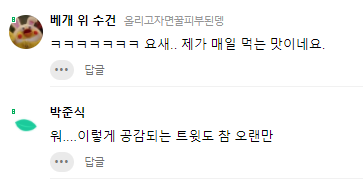 베개 위 수건 올리고자면꿀피부된뎅
ㅋㅋㅋㅋㅋㅋㅋ 요새.. 제가 매일 먹는 맛이네요.
답글
박준식
워....이렇게 공감되는 트윗도 참 오랜만
답글